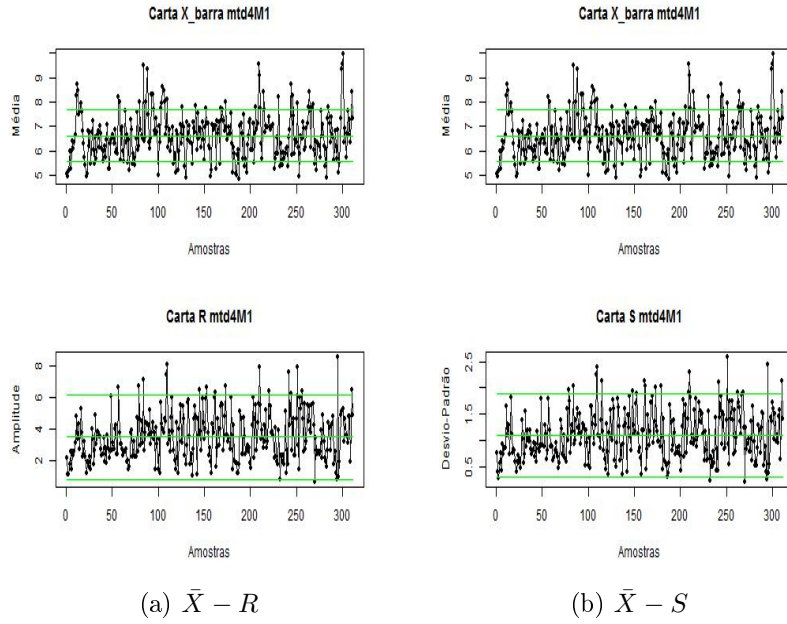 Carta X_barra mtd4M1
Média
5 6 7 8 9
0 50 100 150 200 250 300
Amostras
Carta X_barra mtd4M1
Média
5 6 7 8 9
0 50 100 150 200 250 300
Amostras
Carta R mtd4M1
Amplitude
2 4 6 8
0 50 100 150 200 250 300
Amostras
Carta S mtd4M1
Desvio-Padrão
0.5 1.5 2.5
0 50 100 150 200 250 300
Amostras
(a) X̄ − R
(b) X̄ − S